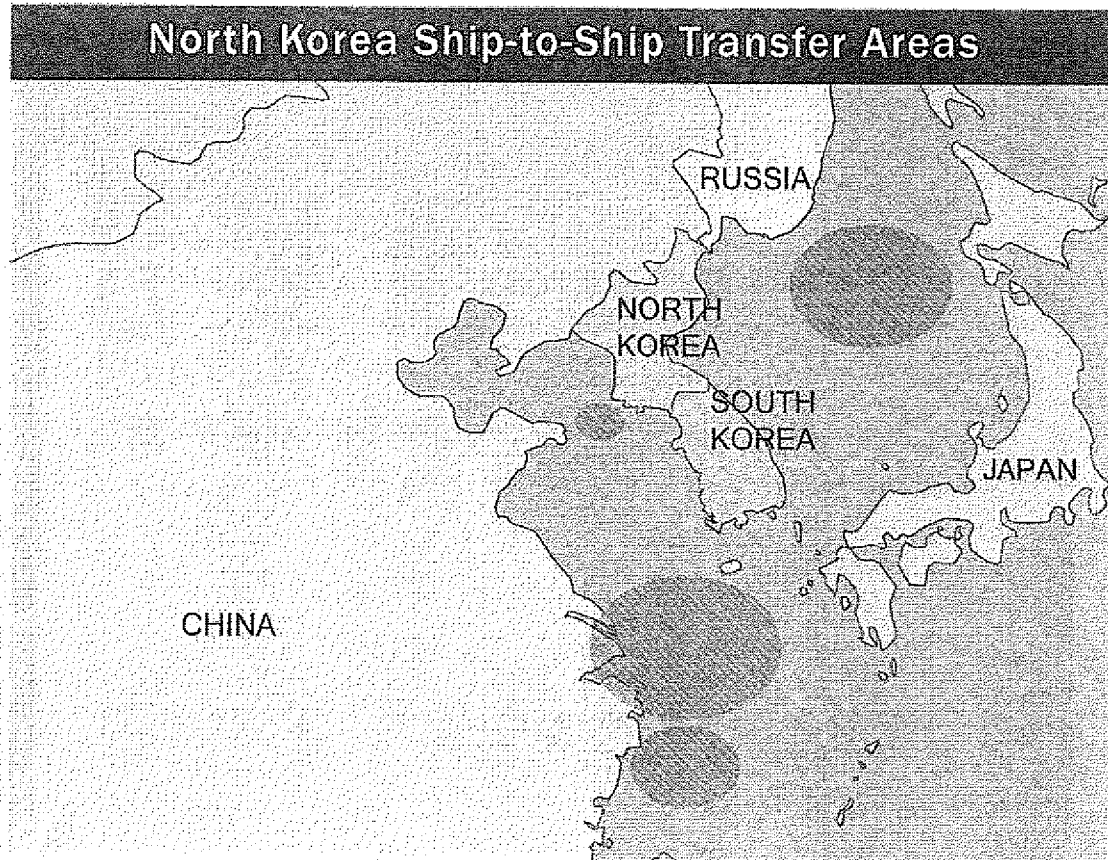 North Korea Ship-to-Ship Transfer Areas
RUSSIA
NORTH
KOREA
SOUTH
KOREA
JAPAN
CHINA